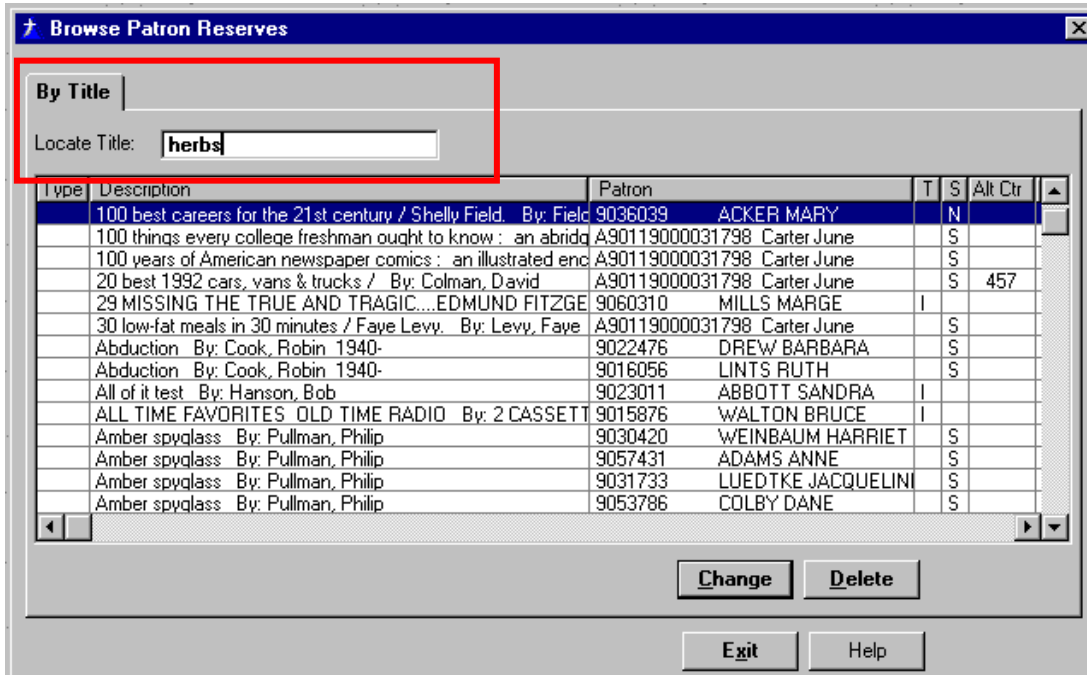 Browse Patron Reserves
By Title
Locate Title: herbs
Type Description Patron T S Alt Ctr
100 best careers for the 21st century / Shelly Field. By: Field 9036039 ACKER MARY N
100 things every college freshman ought to know : an abridg A90119000031798 Carter June S
100 years of American newspaper comics : an illustrated enc A90119000031798 Carter June S
20 best 1992 cars, vans & trucks / By: Colman, David A90119000031798 Carter June S 457
29 MISSING THE TRUE AND TRAGIC....EDMUND FITZGE 9060310 MILLS MARGE I
30 low-fat meals in 30 minutes / Faye Levy. By: Levy, Faye A90119000031798 Carter June S
Abduction By: Cook, Robin 1940- 9022476 DREW BARBARA S
Abduction By: Cook, Robin 1940- 9016056 LINTS RUTH S
All of it test By: Hanson, Bob 9023011 ABBOTT SANDRA I
ALL TIME FAVORITES OLD TIME RADIO By: 2 CASSETT 9015876 WALTON BRUCE I
Amber spyglass By: Pullman, Philip 9030420 WEINBAUM HARRIET S
Amber spyglass By: Pullman, Philip 9057431 ADAMS ANNE S
Amber spyglass By: Pullman, Philip 9031733 LUEDTKE JACQUELINI S
Amber spyglass By: Pullman, Philip 9053786 COLBY DANE S
Change Delete
Exit Help